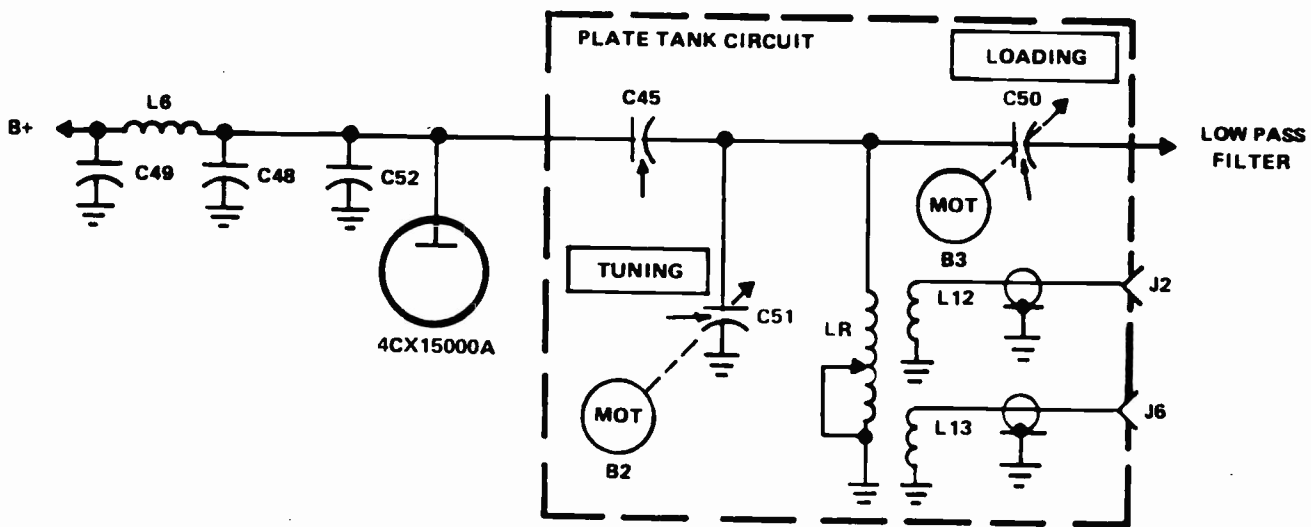 PLATE TANK CIRCUIT
LOADING
L6
C45
C50
B+
LOW PASS
FILTER
C49
C48
C52
MOT
B3
TUNING
L12
J2
C51
LR
4CX15000A
MOT
L13
J6
B2